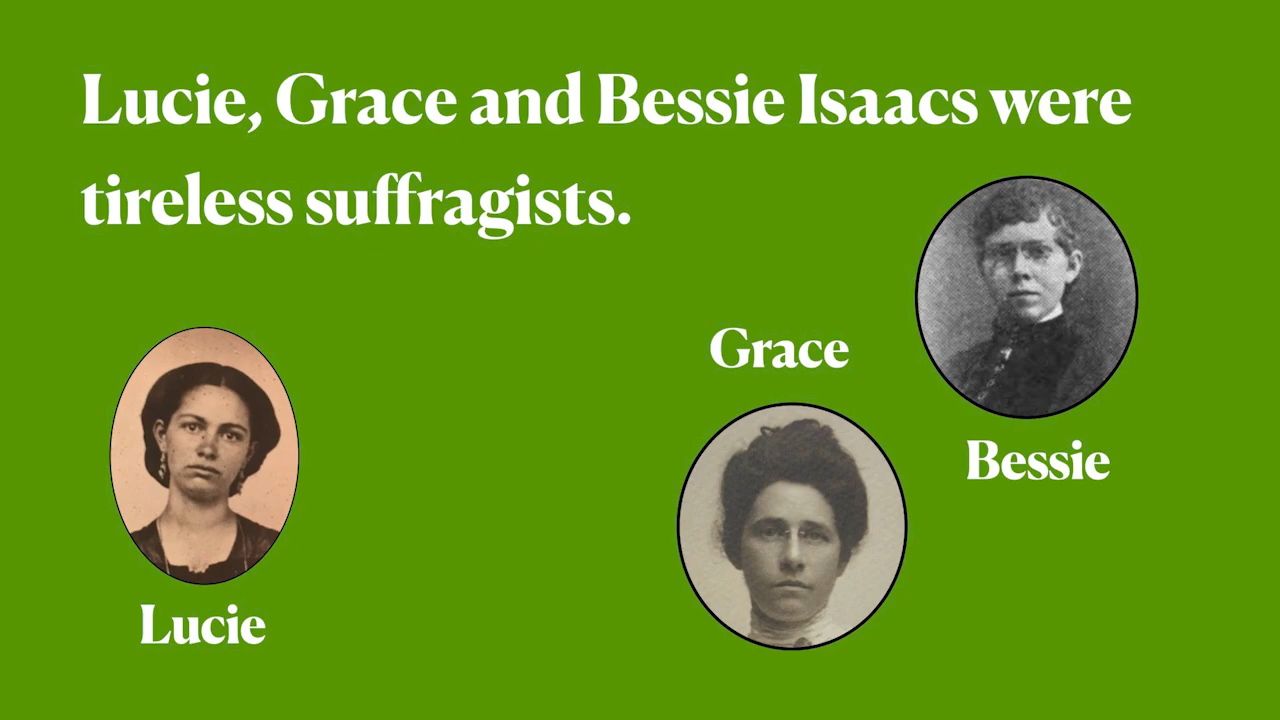 Lucie, Grace and Bessie Isaacs were
tireless suffragists.
Grace
Bessie
Lucie